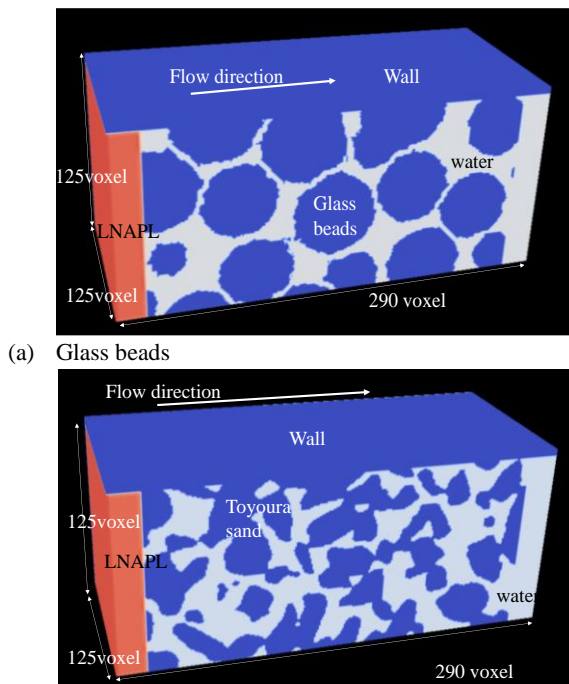 Flow direction
Wall
125voxel
water
Glass
beads
LNAPL
125voxel
290 voxel
(a) Glass beads
Flow direction
Wall
Toyoura
sand
125voxel
LNAPL
water
125voxel
290 voxel